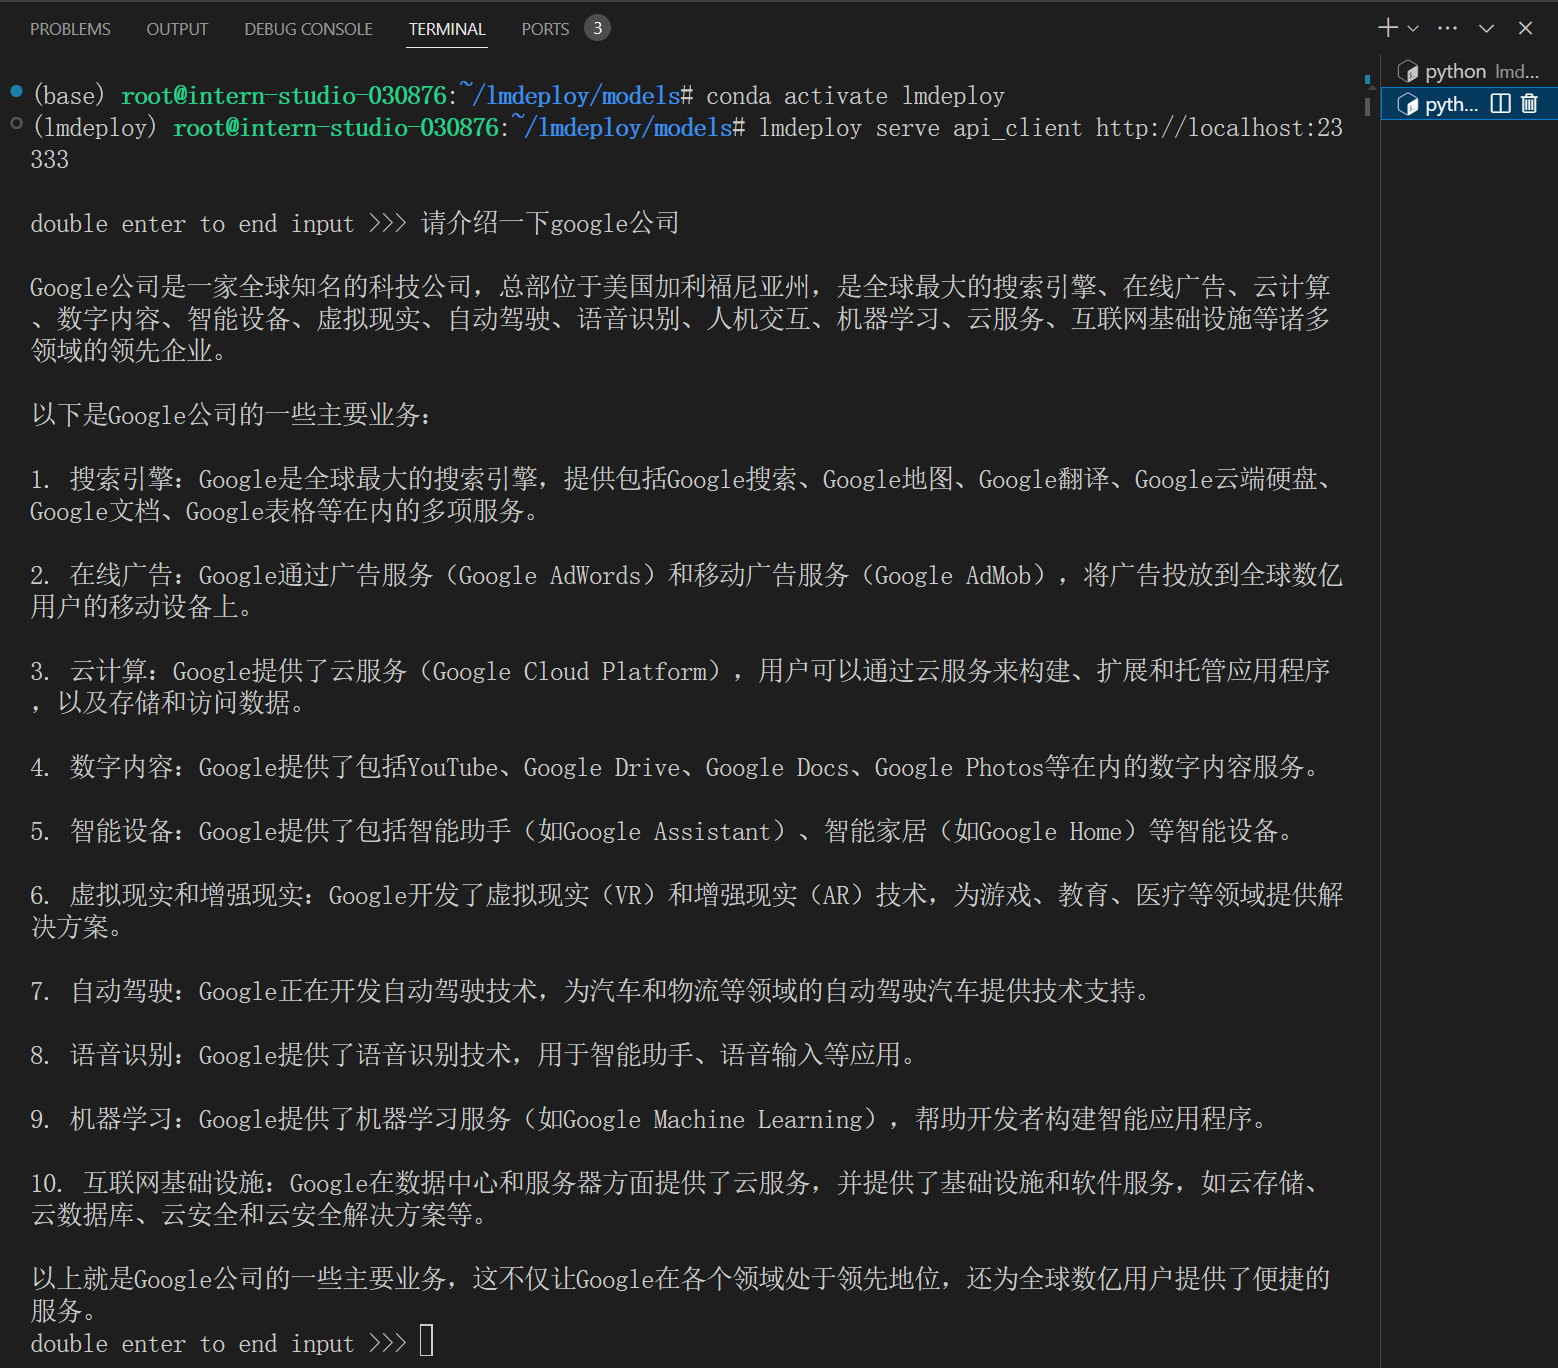 PROBLEMS OUTPUT DEBUG CONSOLE TERMINAL PORTS 3
python lmd...
pyth...
(base) root@intern-studio-030876:~/lmdeploy/models# conda activate lmdeploy
(lmdeploy) root@intern-studio-030876:~/lmdeploy/models# lmdeploy serve api_client http://localhost:23
333
double enter to end input >>> 请介绍一下google公司
Google公司是一家全球知名的科技公司，总部位于美国加利福尼亚州，是全球最大的搜索引擎、在线广告、云计算
、数字内容、智能设备、虚拟现实、自动驾驶、语音识别、人机交互、机器学习、云服务、互联网基础设施等诸多
领域的领先企业。
以下是Google公司的一些主要业务：
1. 搜索引擎：Google是全球最大的搜索引擎，提供包括Google搜索、Google地图、Google翻译、Google云端硬盘、
Google文档、Google表格等在内的多项服务。
2. 在线广告：Google通过广告服务（Google AdWords）和移动广告服务（Google AdMob），将广告投放到全球数亿
用户的移动设备上。
3. 云计算：Google提供了云服务（Google Cloud Platform），用户可以通过云服务来构建、扩展和托管应用程序
，以及存储和访问数据。
4. 数字内容：Google提供了包括YouTube、Google Drive、Google Docs、Google Photos等在内的数字内容服务。
5. 智能设备：Google提供了包括智能助手（如Google Assistant）、智能家居（如Google Home）等智能设备。
6. 虚拟现实和增强现实：Google开发了虚拟现实（VR）和增强现实（AR）技术，为游戏、教育、医疗等领域提供解
决方案。
7. 自动驾驶：Google正在开发自动驾驶技术，为汽车和物流等领域的自动驾驶汽车提供技术支持。
8. 语音识别：Google提供了语音识别技术，用于智能助手、语音输入等应用。
9. 机器学习：Google提供了机器学习服务（如Google Machine Learning），帮助开发者构建智能应用程序。
10. 互联网基础设施：Google在数据中心和服务器方面提供了云服务，并提供了基础设施和软件服务，如云存储、
云数据库、云安全和云安全解决方案等。
以上就是Google公司的一些主要业务，这不仅让Google在各个领域处于领先地位，还为全球数亿用户提供了便捷的
服务。
double enter to end input >>>